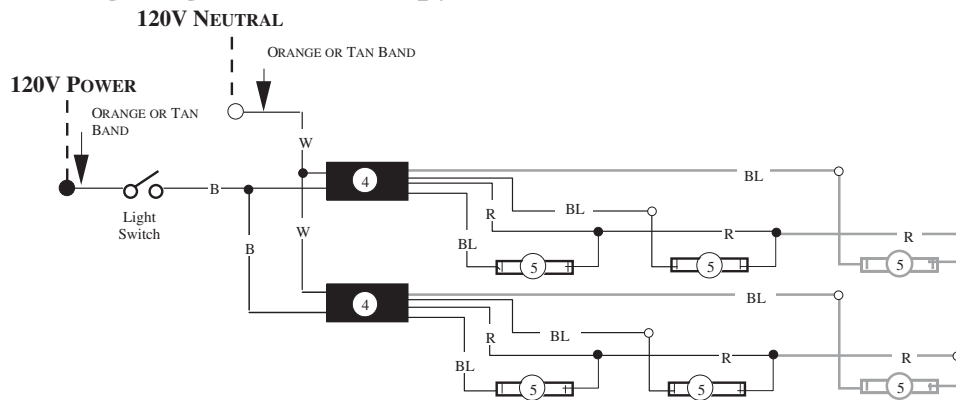 120V NEUTRAL
ORANGE OR TAN BAND
120V POWER
ORANGE OR TAN
BAND
W
4
BL
B
Light
Switch
R
BL
R
R
B
W
BL
5
5
5
4
BL
R
BL
R
R
BL
5
5
5